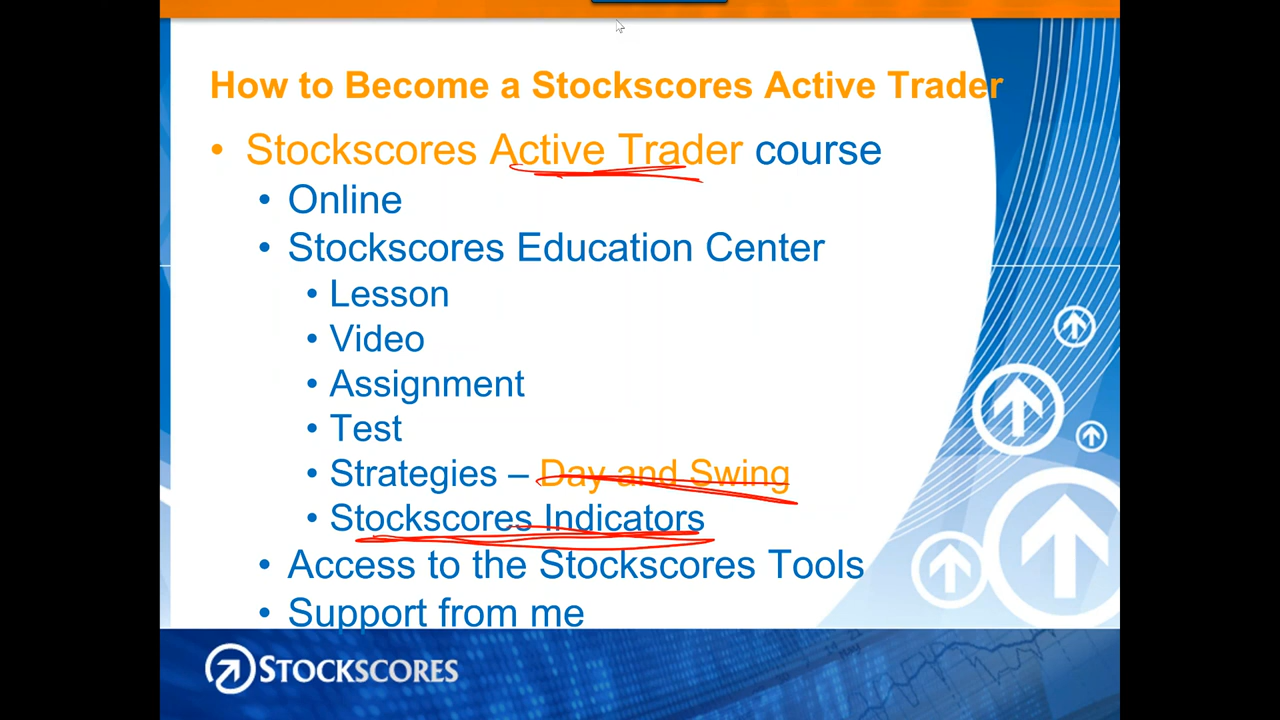 How to Become a Stockscores Active Trader
• Stockscores Active Trader course
• Online
• Stockscores Education Center
• Lesson
• Video
• Assignment
• Test
• Strategies – Day and Swing
• Stockscores Indicators
• Access to the Stockscores Tools
• Support from me
STOCKSCORES